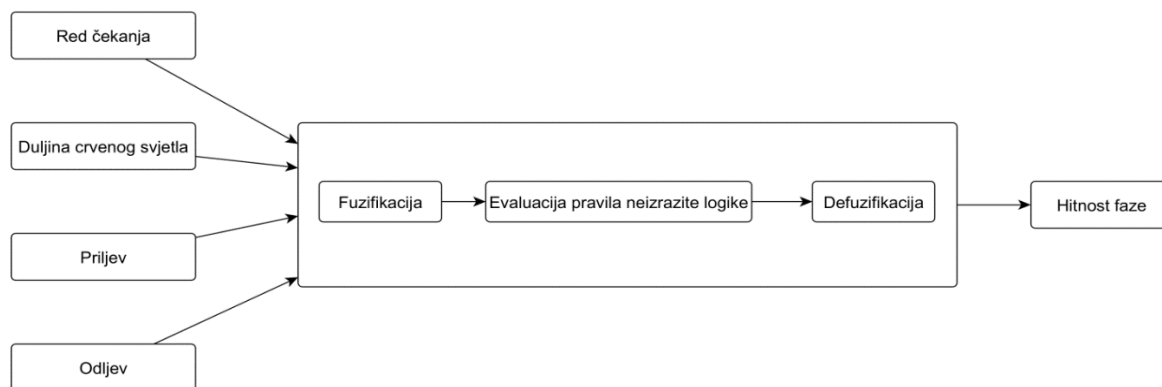 Red čekanja
Duljina crvenog svjetla
Priljev
Odljev
Fuzifikacija
Evaluacija pravila neizrazite logike
Defuzifikacija
Hitnost faze